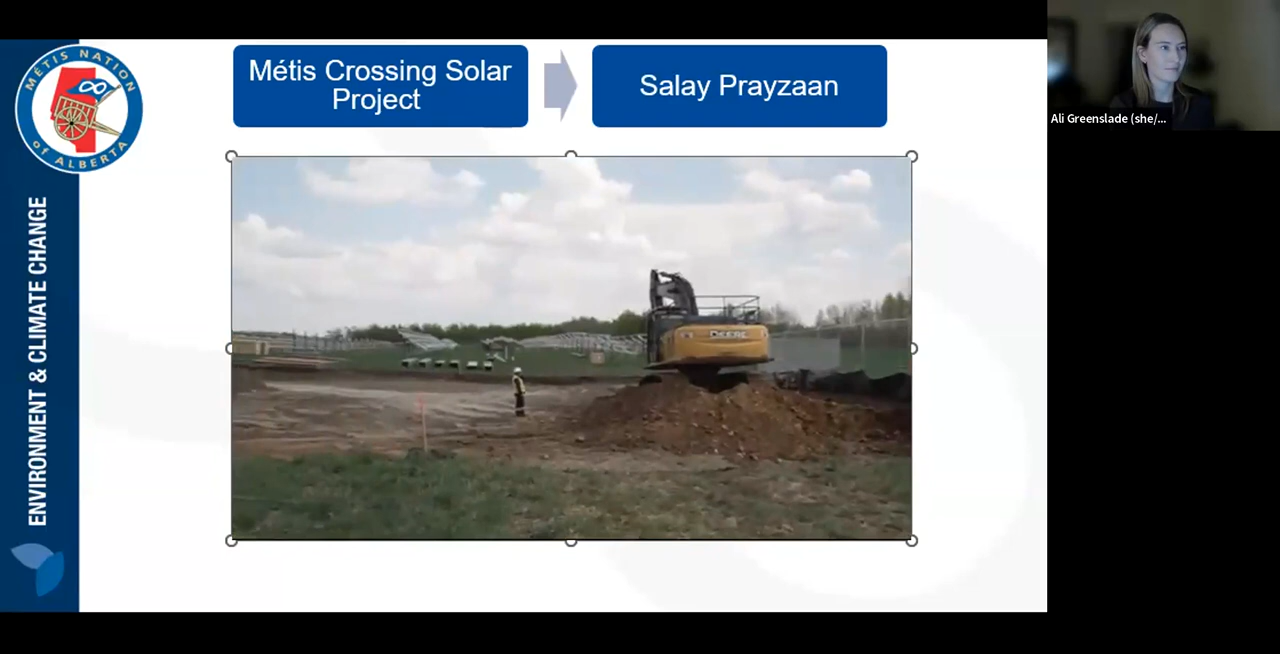 MÉTIS NATION
of ALBERTA
ENVIRONMENT & CLIMATE CHANGE
Métis Crossing Solar
Project
Salay Prayzaan
DEERE
Ali Greenslade (she/...